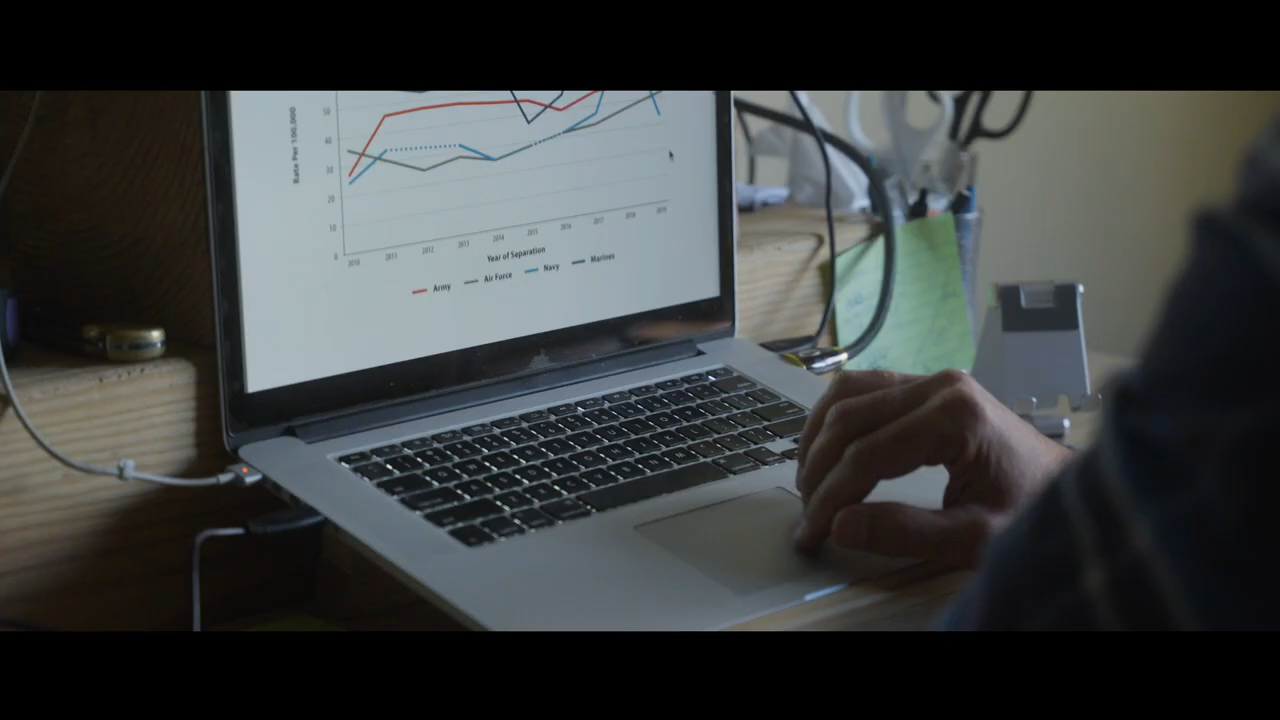 Rate Per 100,000
50
40
30
20
10
0
2010 2011 2012 2013 2014 2015 2016 2017 2018 2019
Year of Separation
Army Air Force Navy Marines